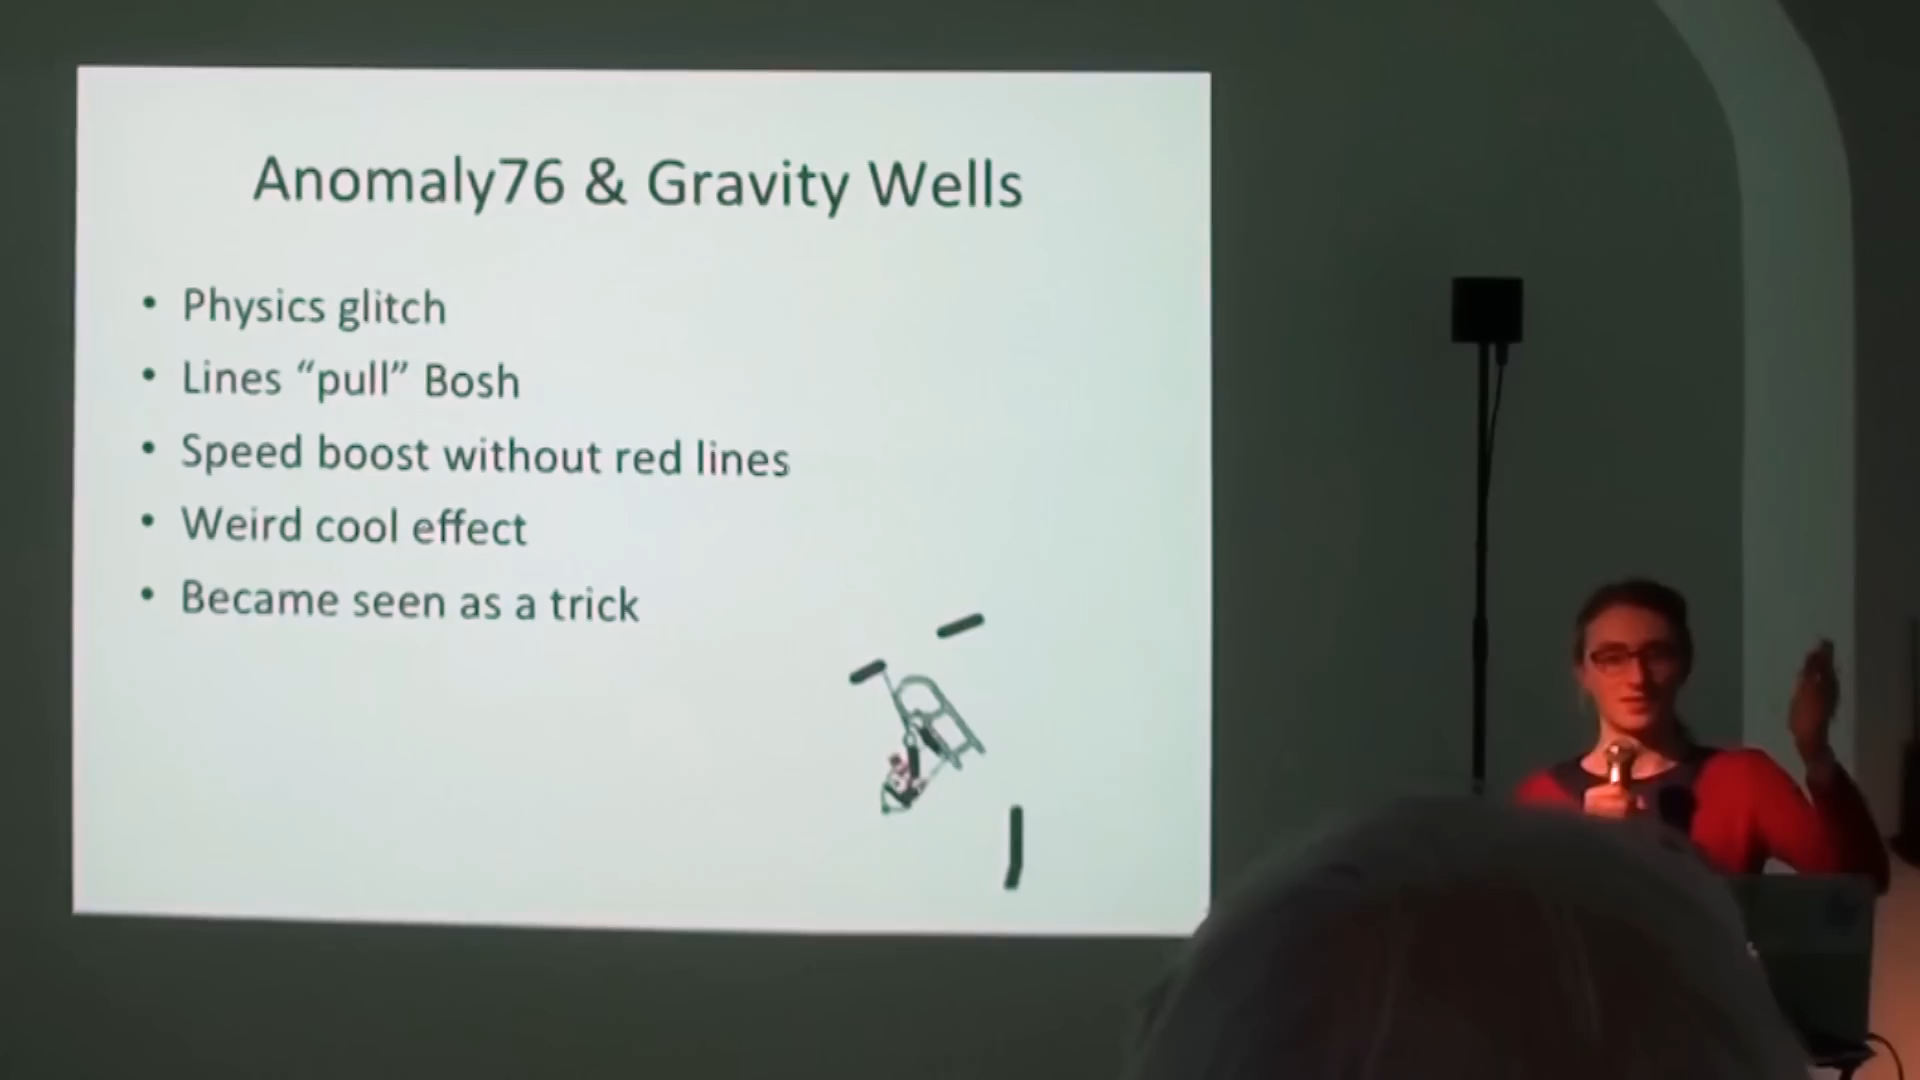 Anomaly76 & Gravity Wells
• Physics glitch
• Lines “pull” Bosh
• Speed boost without red lines
• Weird cool effect
• Became seen as a trick